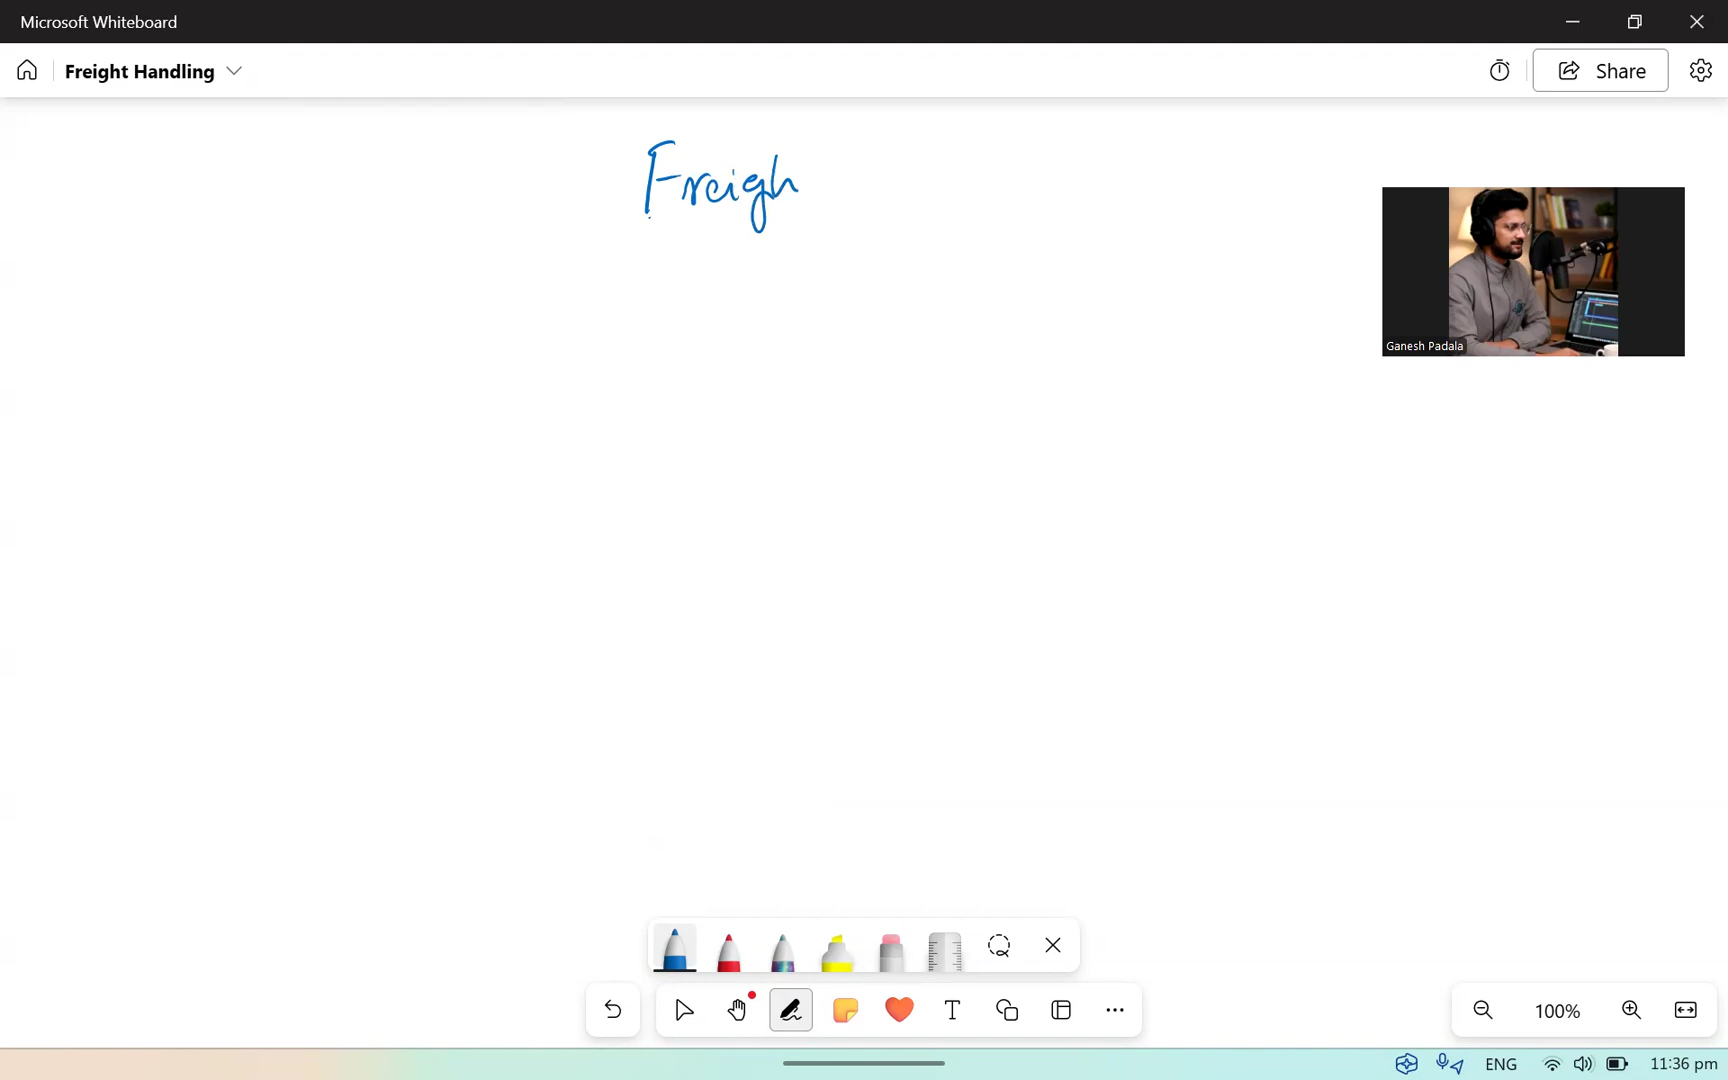 Microsoft Whiteboard
Freight Handling
Share
Freigh
Ganesh Padala
T
100%
ENG
11:36 pm